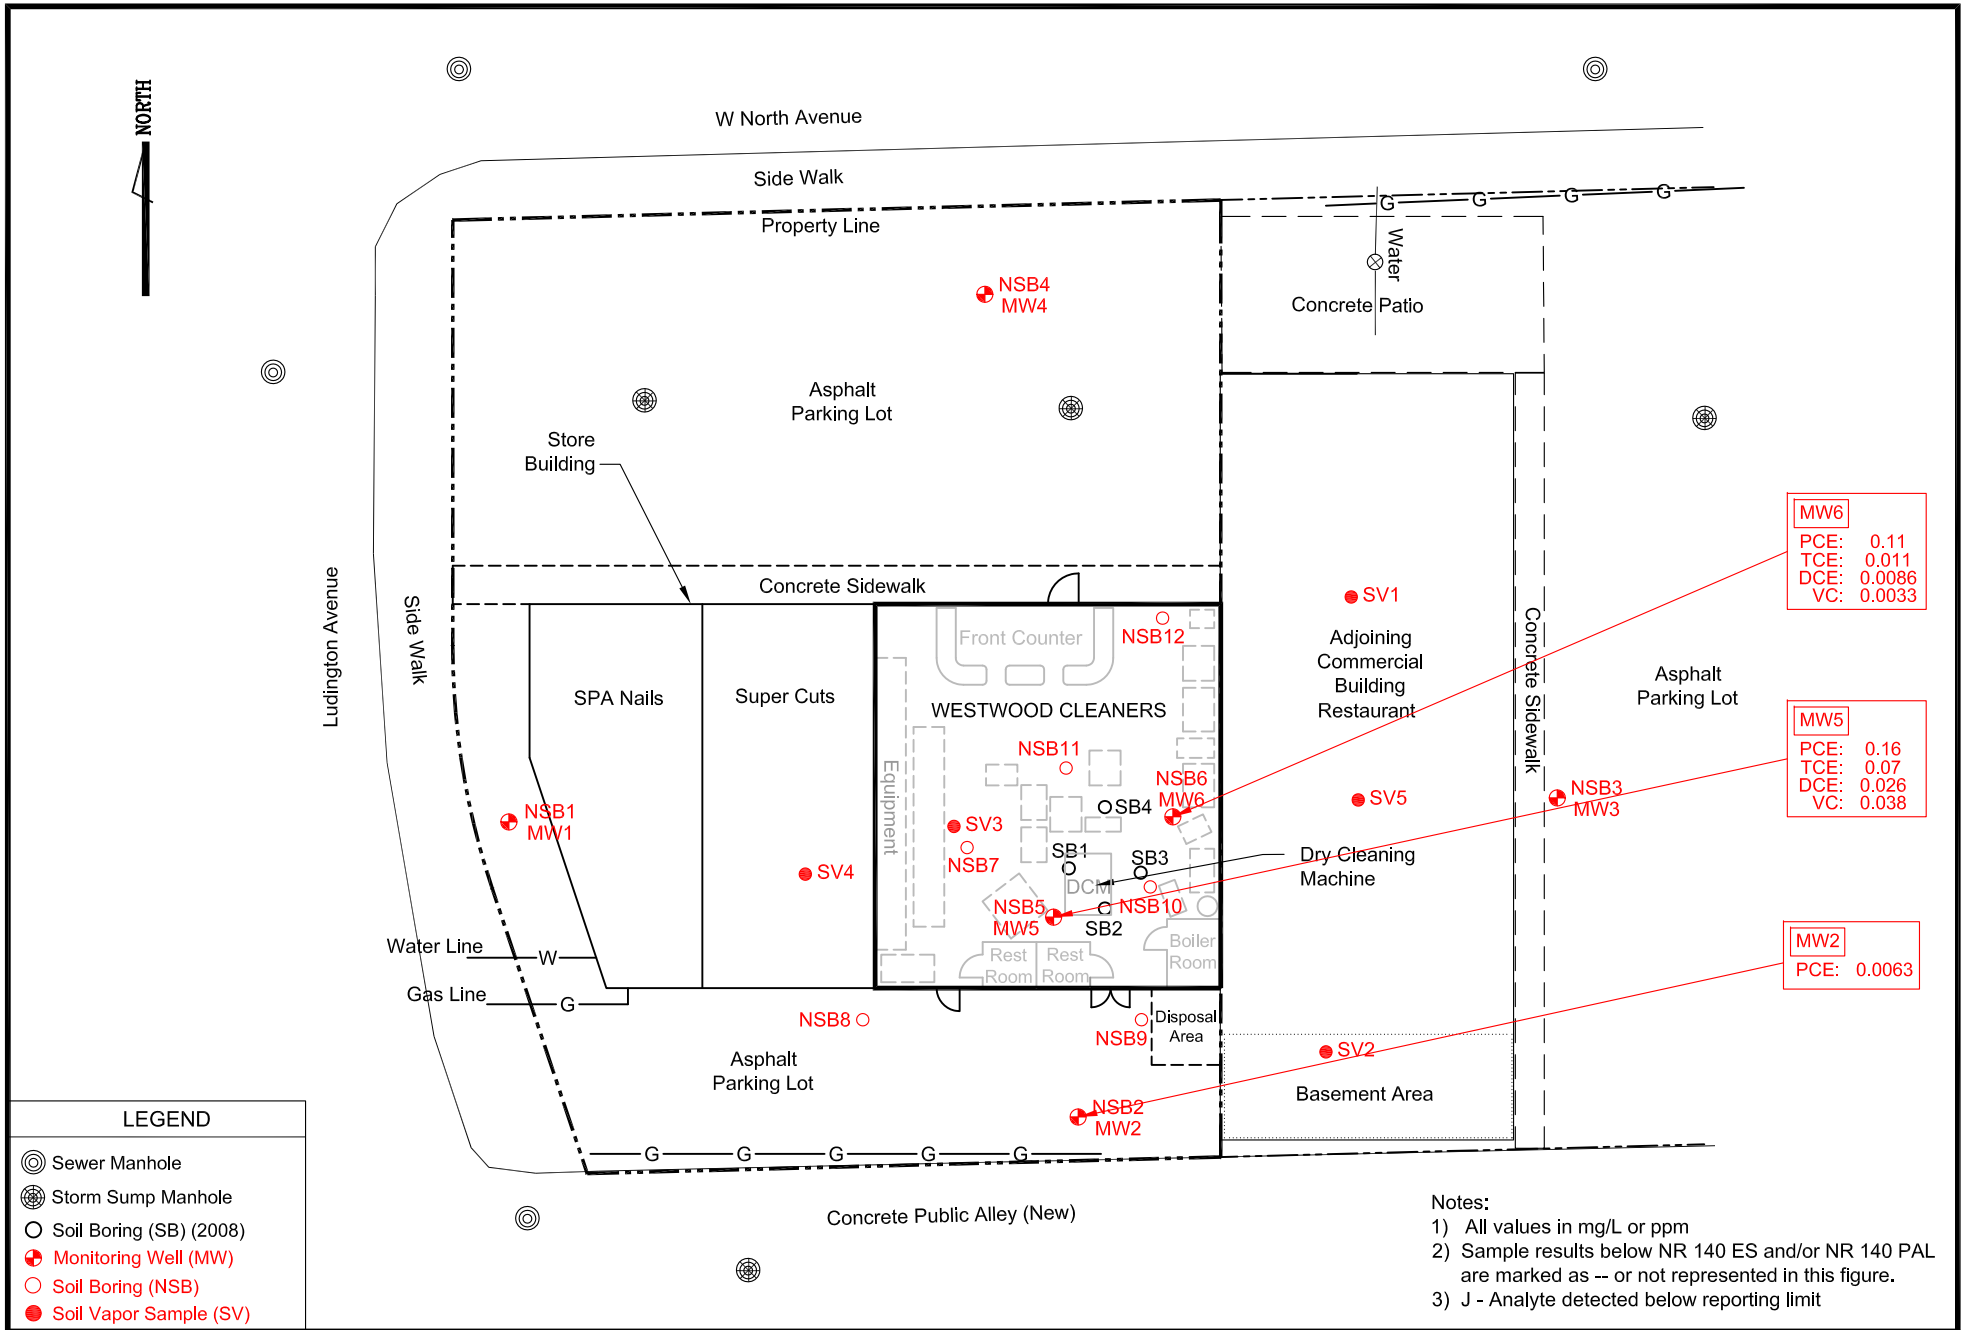 NORTH
W North Avenue
Side Walk
Property Line
G G G G
Water
Concrete Patio
NSB4
MW4
Asphalt
Parking Lot
Store
Building
Ludington Avenue
Side Walk
Concrete Sidewalk
SPA Nails
Super Cuts
Front Counter
NSB12
WESTWOOD CLEANERS
Equipment
NSB11
NSB6
MW6
SB4
SV3
NSB7
SB1
SB3
DCM
NSB10
NSB5
MW5
SB2
Rest
Room
Rest
Room
Boiler
Room
SV4
NSB1
MW1
Water Line
W
Gas Line
G
SV1
Adjoining
Commercial
Building
Restaurant
SV5
Dry Cleaning
Machine
Concrete Sidewalk
NSB3
MW3
Asphalt
Parking Lot
MW6
PCE: 0.11
TCE: 0.011
DCE: 0.0086
VC: 0.0033
MW5
PCE: 0.16
TCE: 0.07
DCE: 0.026
VC: 0.038
MW2
PCE: 0.0063
NSB8
NSB9
Disposal
Area
Asphalt
Parking Lot
SV2
Basement Area
NSB2
MW2
G G G G G
Concrete Public Alley (New)
LEGEND
Sewer Manhole
Storm Sump Manhole
Soil Boring (SB) (2008)
Monitoring Well (MW)
Soil Boring (NSB)
Soil Vapor Sample (SV)
Notes:
1) All values in mg/L or ppm
2) Sample results below NR 140 ES and/or NR 140 PAL
are marked as -- or not represented in this figure.
3) J - Analyte detected below reporting limit